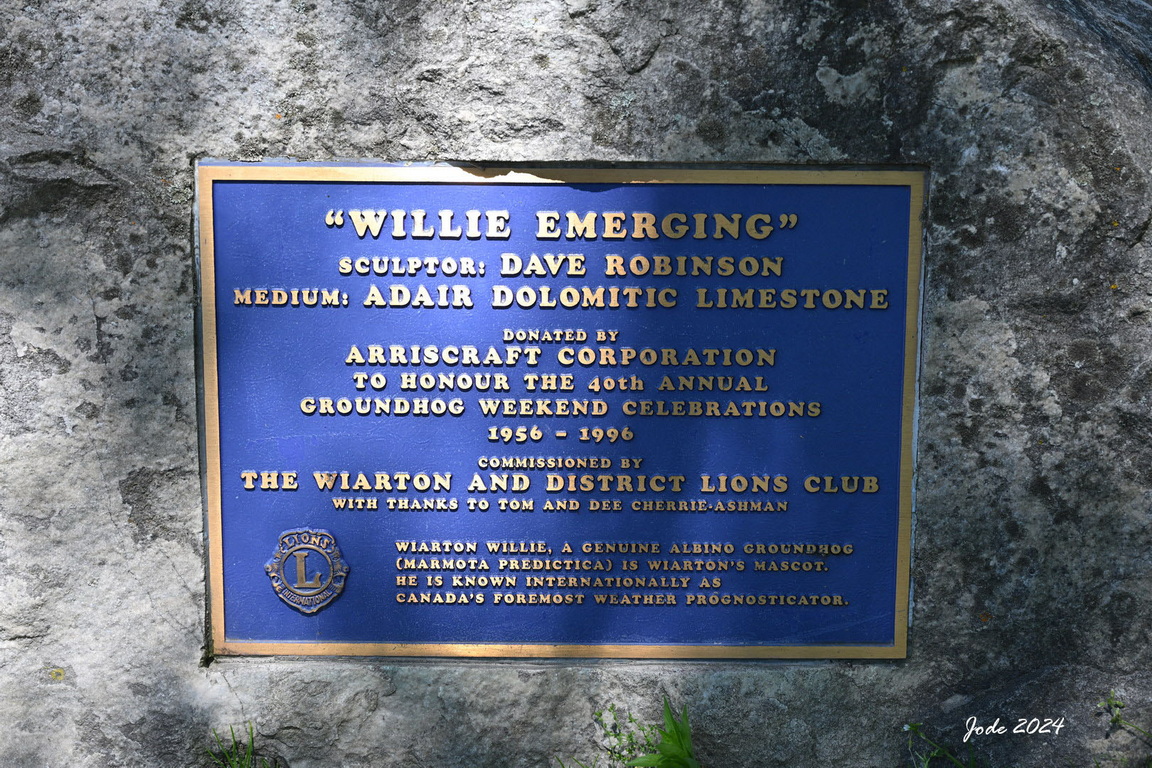 “WILLIE EMERGING”
SCULPTOR: DAVE ROBINSON
MEDIUM: ADAIR DOLOMITIC LIMESTONE
DONATED BY
ARRISCRAFT CORPORATION
TO HONOUR THE 40th ANNUAL
GROUNDHOG WEEKEND CELEBRATIONS
1956 – 1996
COMMISSIONED BY
THE WIARTON AND DISTRICT LIONS CLUB
WITH THANKS TO TOM AND DEE CHERRIE-ASHMAN
LIONS
L
INTERNATIONAL
WIARTON WILLIE, A GENUINE ALBINO GROUNDHOG
(MARMOTA PREDICTICA) IS WIARTON'S MASCOT.
HE IS KNOWN INTERNATIONALLY AS
CANADA'S FOREMOST WEATHER PROGNOSTICATOR.
Jode 2024